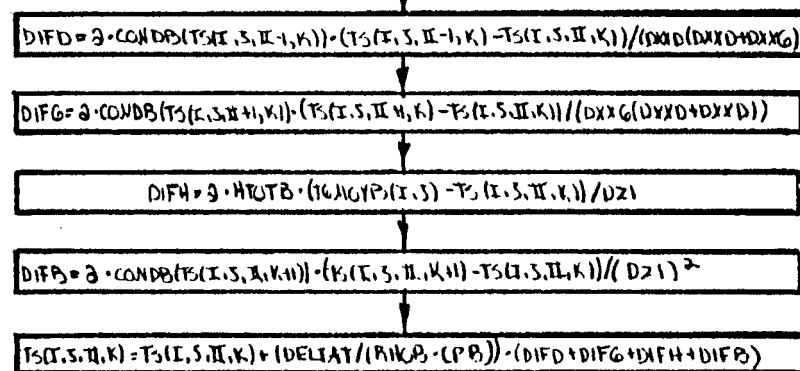 DIFD = 2·CONDB(TS(I,S,II-1,K))·(TS(I,S,II-1,K)-TS(I,S,II,K))/(DXXD(DXXD+DXXG)
DIFG = 2·CONDB(TS(I,S,II+1,K))·(TS(I,S,II+1,K)-TS(I,S,II,K))/(DXXG(DXXD+DXXD))
DIFH = 2·HTOTB·(TGHGYPS(I,S)-TS(I,S,II,K))/DZ1
DIFB = 2·CONDB(TS(I,S,II,K+1))·(TS(I,S,II,K+1)-TS(I,S,II,K))/(DZ1)²
TS(I,S,II,K) = TS(I,S,II,K)+(DELTAT/(RHOB·CPB))·(DIFD+DIFG+DIFH+DIFB)